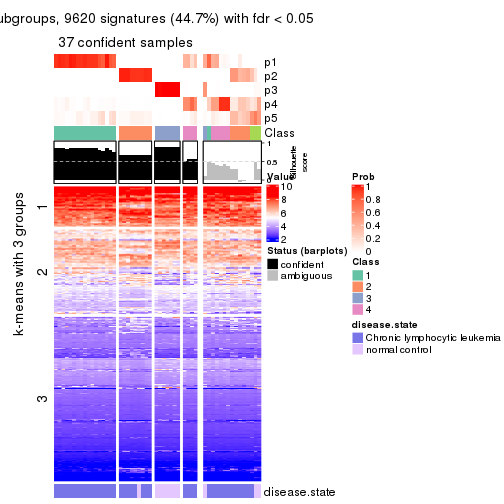 ubgroups, 9620 signatures (44.7%) with fdr < 0.05
37 confident samples
p1
p2
p3
p4
p5
Class
1
0.5
0
Silhouette
score
k-means with 3 groups
1
2
3
Value
10
8
6
4
2
Status (barplots)
confident
ambiguous
Prob
1
0.8
0.6
0.4
0.2
0
Class
1
2
3
4
disease.state
Chronic lymphocytic leukemia
normal control
disease.state